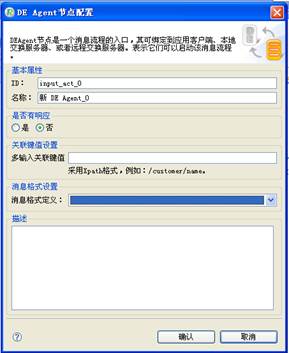 DE Agent节点配置
DEAgent节点是一个消息流程的入口，其可绑定到应用客户端、本地
交换服务器、或者远程交换服务器。表示它们可以启动该消息流程
。
基本属性
ID： input_act_0
名称： 新 DE Agent_0
是否有响应
是 否
关联键值设置
多输入关联键值
采用Xpath格式，例如：/customer/name。
消息格式设置
消息格式定义：
描述
?
确认 取消